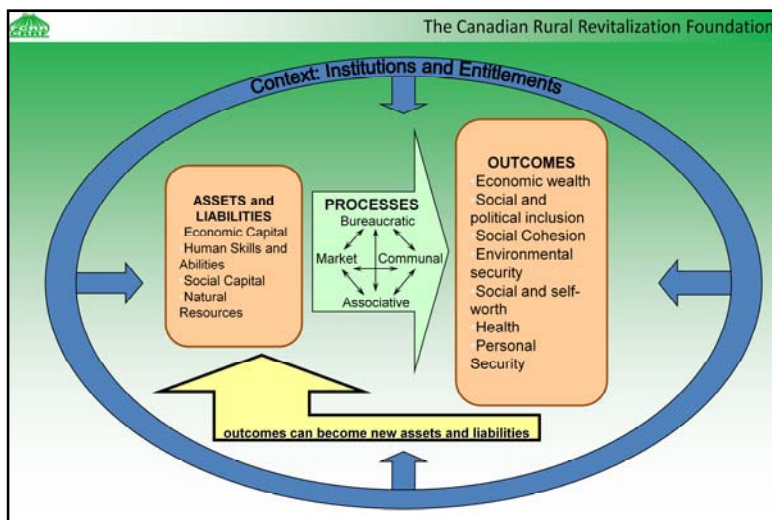 The Canadian Rural Revitalization Foundation
Context: Institutions and Entitlements
ASSETS and
LIABILITIES
Economic Capital
Human Skills and
Abilities
Social Capital
Natural
Resources
PROCESSES
Bureaucratic
Market
Communal
Associative
OUTCOMES
Economic wealth
Social and
political inclusion
Social Cohesion
Environmental
security
Social and self-
worth
Health
Personal
Security
outcomes can become new assets and liabilities